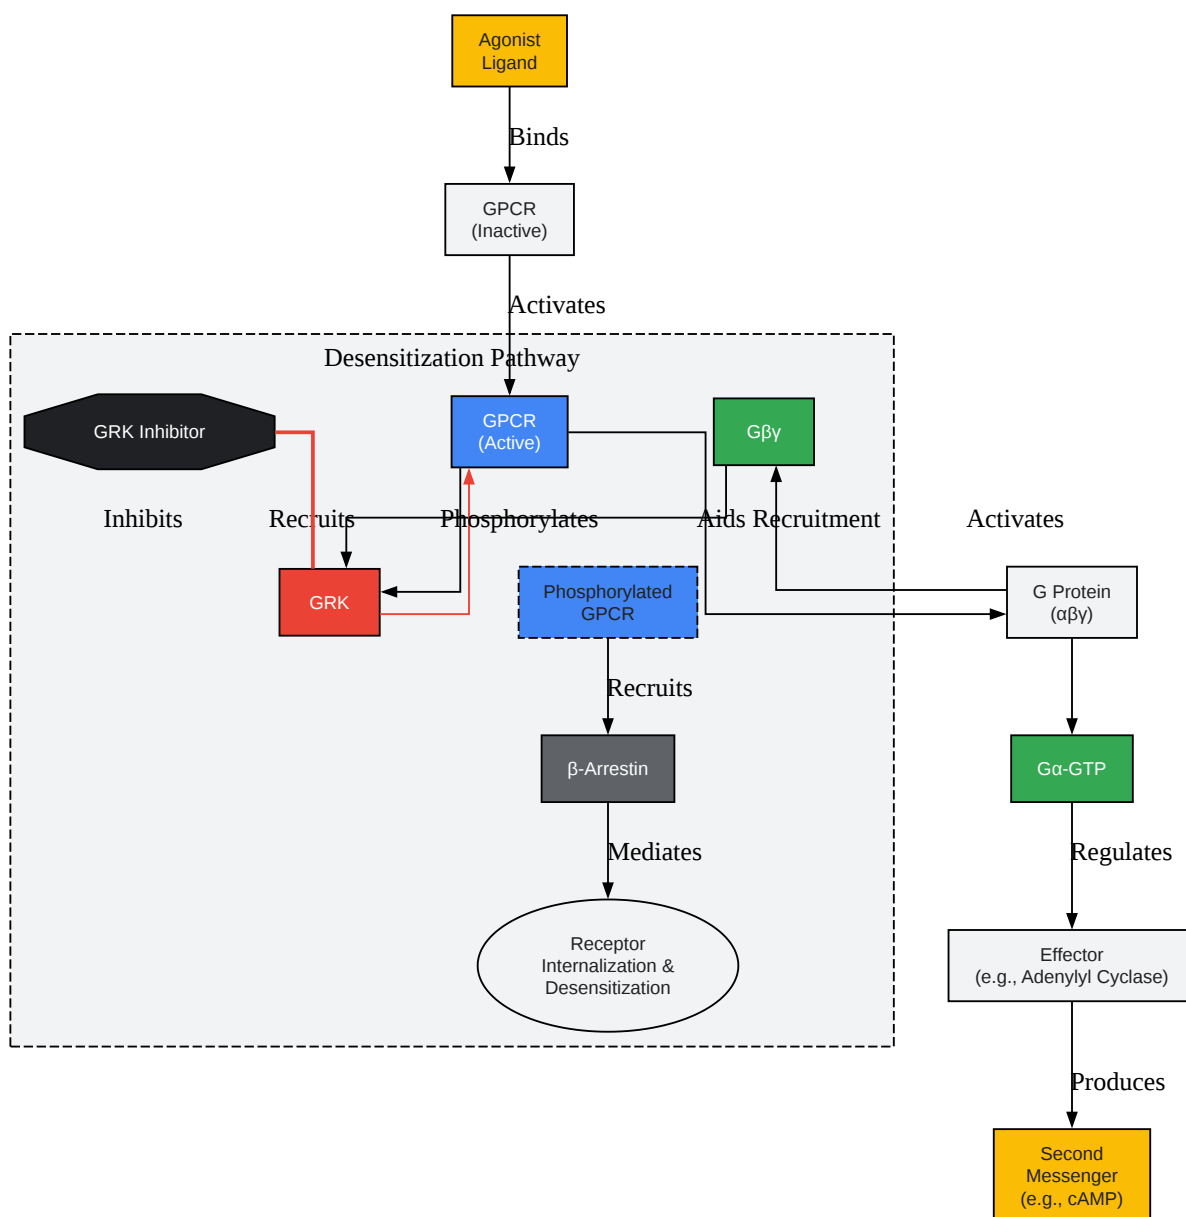 Agonist
Ligand
Binds
GPCR
(Inactive)
Activates
Desensitization Pathway
GRK Inhibitor
GPCR
(Active)
Gβγ
Inhibits
Recruits
Phosphorylates
Aids Recruitment
Activates
GRK
Phosphorylated
GPCR
G Protein
(αβγ)
Recruits
β-Arrestin
Gα-GTP
Mediates
Regulates
Receptor
Internalization &
Desensitization
Effector
(e.g., Adenylyl Cyclase)
Produces
Second
Messenger
(e.g., cAMP)